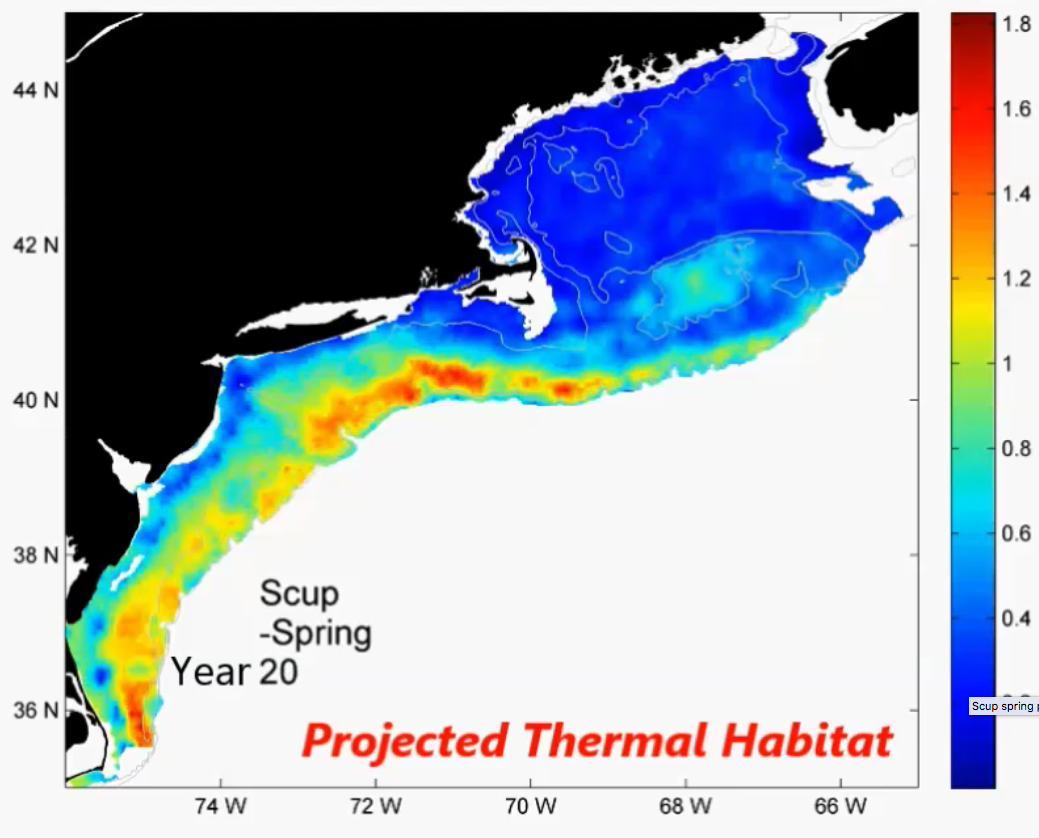 1.8
44 N
1.6
1.4
42 N
1.2
1
40 N
0.8
0.6
38 N
Scup
-Spring
0.4
Year 20
36 N
Scup spring
Projected Thermal Habitat
74 W
72 W
70 W
68 W
66 W